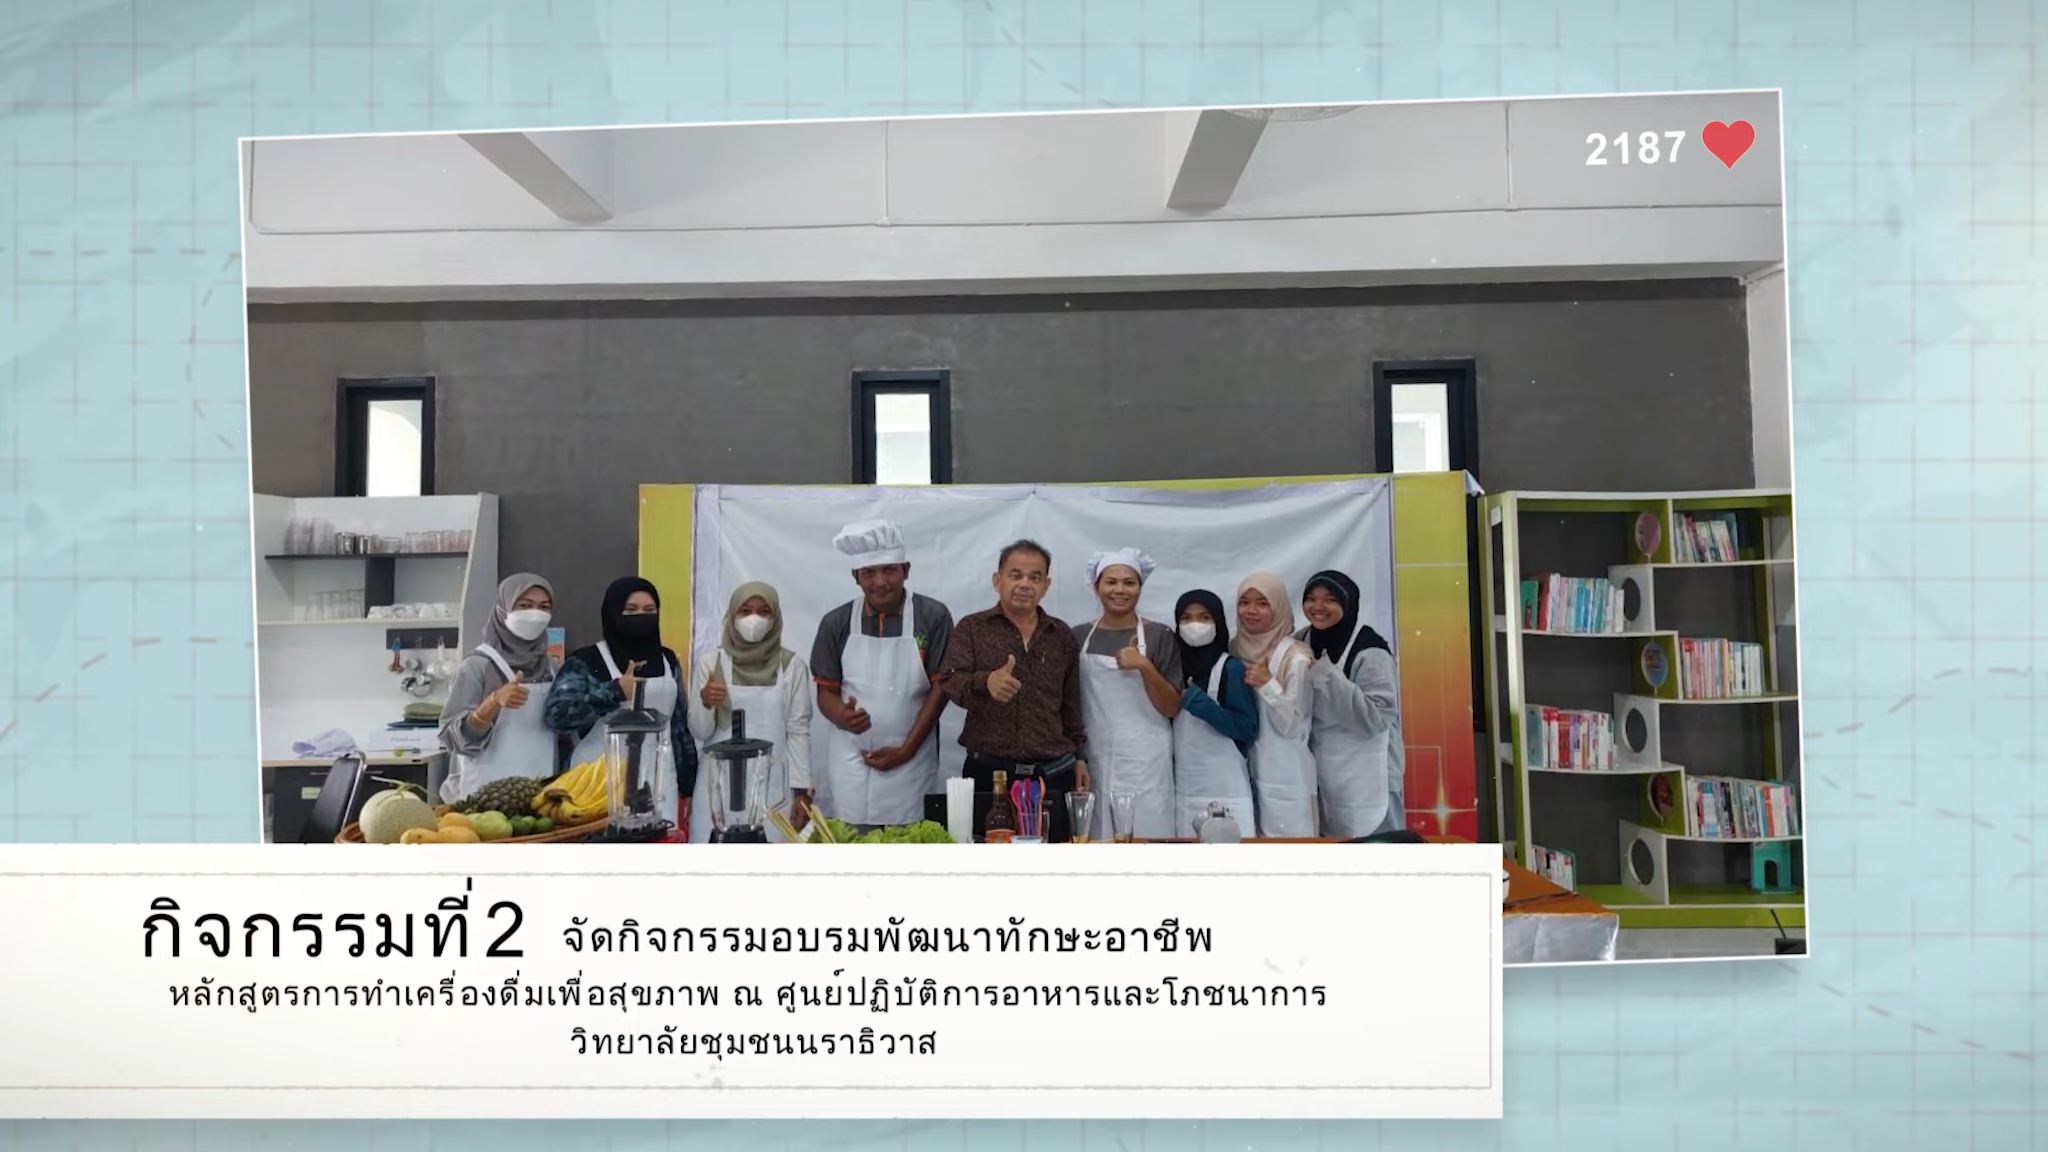 2187
กิจกรรมที่2 จัดกิจกรรมอบรมพัฒนาทักษะอาชีพ
หลักสูตรการทำเครื่องดื่มเพื่อสุขภาพ ณ ศูนย์ปฏิบัติการอาหารและโภชนาการ
วิทยาลัยชุมชนนราธิวาส